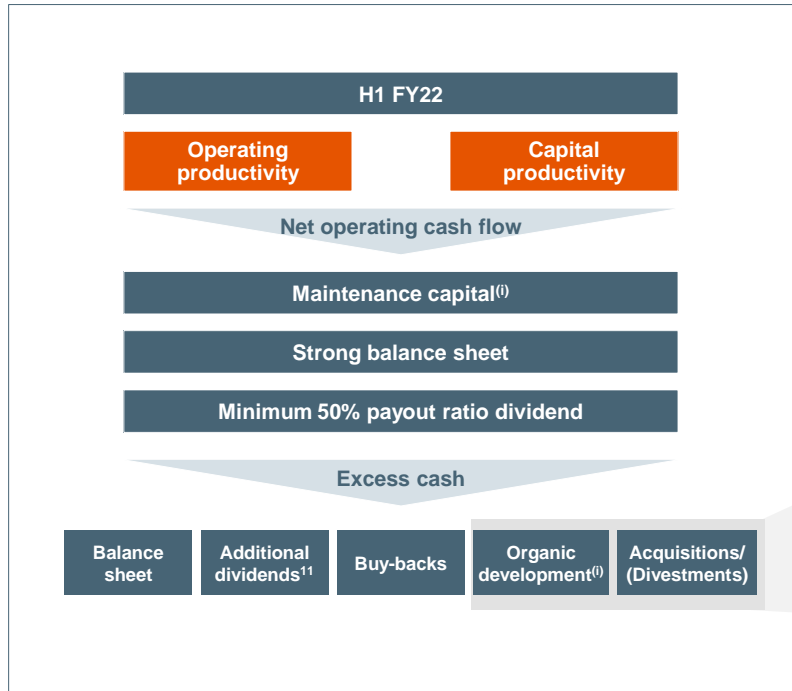 H1 FY22
Operating
productivity
Capital
productivity
Net operating cash flow
Maintenance capital(i)
Strong balance sheet
Minimum 50% payout ratio dividend
Excess cash
Balance
sheet
Additional
dividends11
Buy-backs
Organic
development(i)
Acquisitions/
(Divestments)